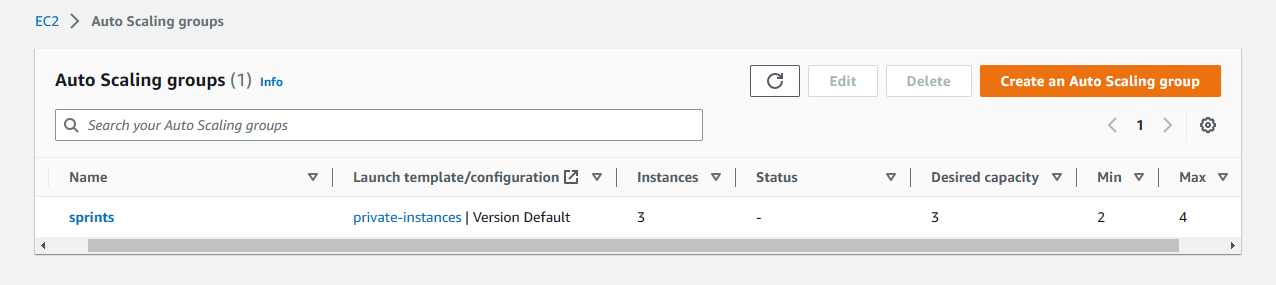 EC2 > Auto Scaling groups
Auto Scaling groups (1) Info
Edit Delete Create an Auto Scaling group
Search your Auto Scaling groups
1
Name Launch template/configuration Instances Status Desired capacity Min Max
sprints private-instances | Version Default 3 - 3 2 4